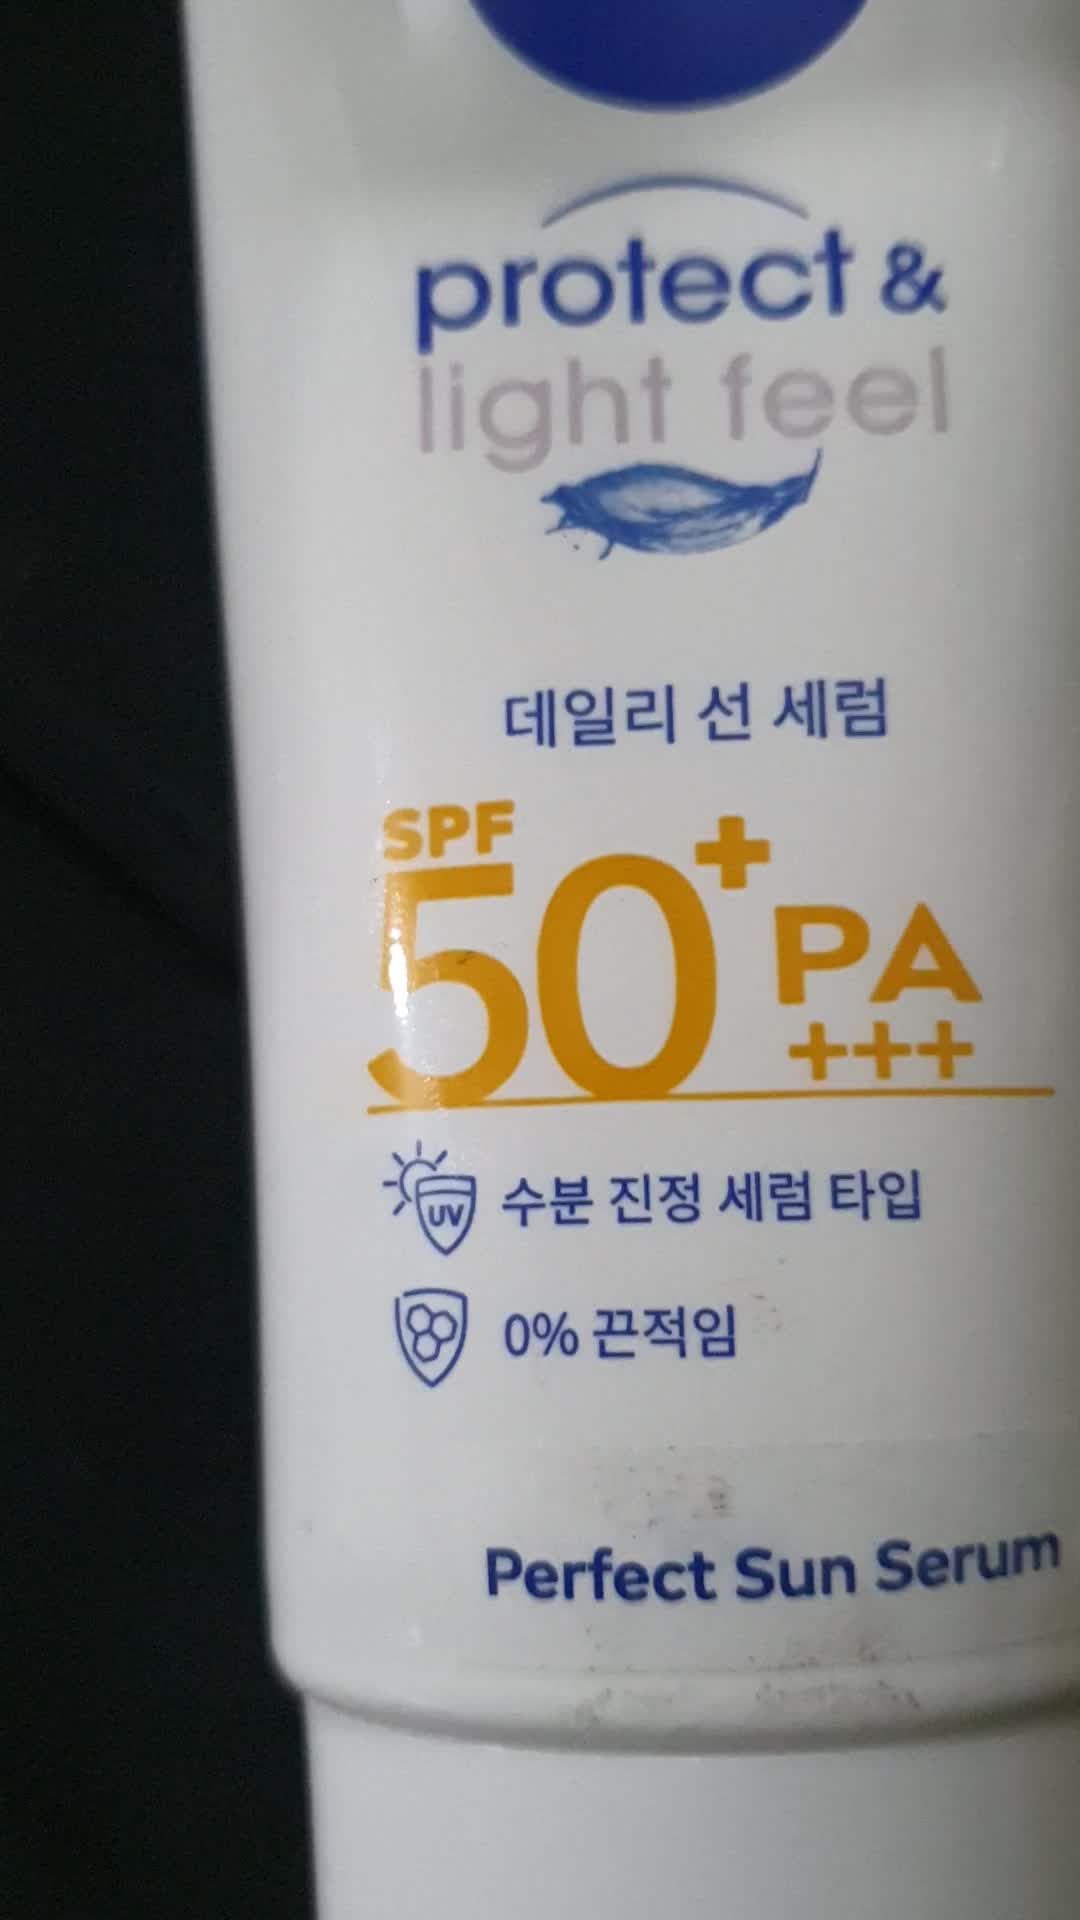 protect &
light feel
데일리 선 세럼
SPF
50+
PA
+++
UV
수분 진정 세럼 타입
0% 끈적임
Perfect Sun Serum